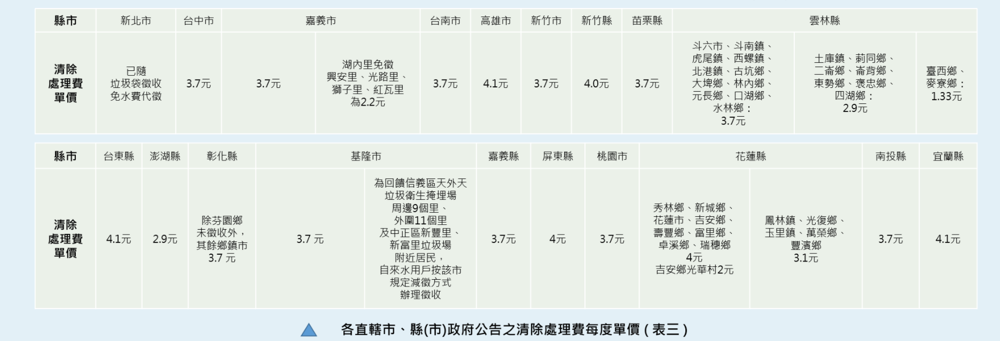 縣市
新北市
台中市
嘉義市
台南市
高雄市
新竹市
新竹縣
苗栗縣
雲林縣
清除
處理費
單價
已隨
垃圾袋徵收
免水費代徵
3.7元
3.7元
湖內里免徵
興安里、光路里、
獅子里、紅瓦里
為2.2元
3.7元
4.1元
3.7元
4.0元
3.7元
斗六市、斗南鎮、
虎尾鎮、西螺鎮、
北港鎮、古坑鄉、
大埤鄉、林內鄉、
元長鄉、口湖鄉、
水林鄉：
3.7元
土庫鎮、莿同鄉、
二崙鄉、崙背鄉、
東勢鄉、褒忠鄉、
四湖鄉：
2.9元
臺西鄉、
麥寮鄉：
1.33元
縣市
台東縣
澎湖縣
彰化縣
基隆市
嘉義縣
屏東縣
桃園市
花蓮縣
南投縣
宜蘭縣
清除
處理費
單價
4.1元
2.9元
除芬園鄉
未徵收外，
其餘鄉鎮市
3.7 元
3.7 元
為回饋信義區天外天
垃圾衛生掩埋場
周邊9個里、
外圍11個里
及中正區新豐里、
新富里垃圾場
附近居民，
自來水用戶按該市
規定減徵方式
辦理徵收
3.7元
4元
3.7元
秀林鄉、新城鄉、
花蓮市、吉安鄉、
壽豐鄉、富里鄉、
卓溪鄉、瑞穗鄉
4元
吉安鄉光華村2元
鳳林鎮、光復鄉、
玉里鎮、萬榮鄉、
豐濱鄉
3.1元
3.7元
4.1元
各直轄市、縣(市)政府公告之清除處理費每度單價 ( 表三 )